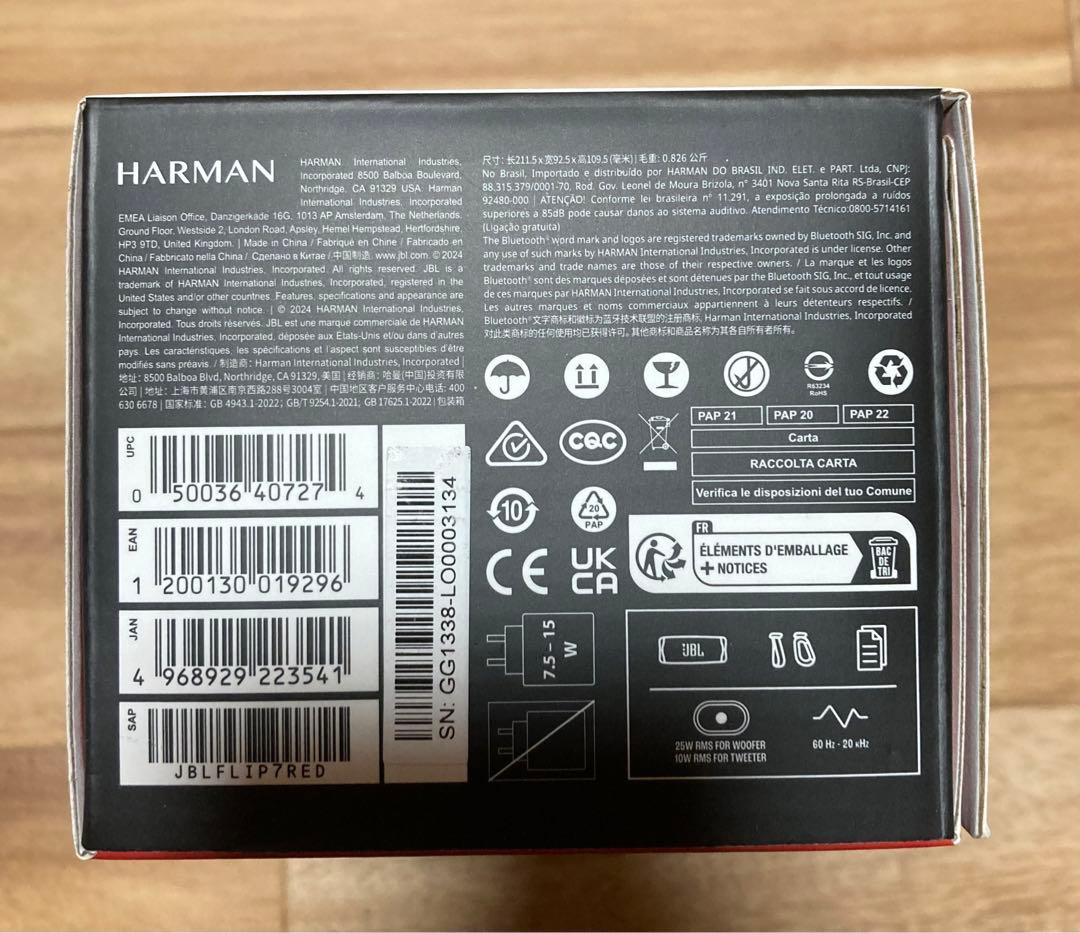 HARMAN
HARMAN International Industries,
Incorporated 8500 Balboa Boulevard,
Northridge, CA 91329 USA. Harman
International Industries, Incorporated
EMEA Liaison Office, Danzigerkade 16G, 1013 AP Amsterdam, The Netherlands.
Ground Floor, Westside 2, London Road, Apsley, Hemel Hempstead, Hertfordshire,
HP3 9TD, United Kingdom. | Made in China / Fabriqué en Chine / Fabricado en
China / Fabbricato nella China / Сделано в Китае / 中国制造. www.jbl.com. © 2024
HARMAN International Industries, Incorporated. All rights reserved. JBL is a
trademark of HARMAN International Industries, Incorporated, registered in the
United States and/or other countries. Features, specifications and appearance are
subject to change without notice. | © 2024 HARMAN International Industries,
Incorporated. Tous droits réservés. JBL est une marque commerciale de HARMAN
International Industries, Incorporated, déposée aux États-Unis et/ou dans d'autres
pays. Les caractéristiques, les spécifications et l'aspect sont susceptibles d'être
modifiés sans préavis. / 制造商: Harman International Industries, Incorporated |
地址: 8500 Balboa Blvd, Northridge, CA 91329, 美国 | 经销商: 哈曼(中国)投资有限
公司 | 地址: 上海市黄浦区南京西路288号3004室 | 中国地区客户服务中心电话: 400
630 6678 | 国家标准: GB 4943.1-2022; GB/T 9254.1-2021; GB 17625.1-2022 | 包装箱
尺寸: 长211.5 x 宽92.5 x 高109.5 (毫米) | 毛重: 0.826 公斤
No Brasil, Importado e distribuído por HARMAN DO BRASIL IND. ELET. e PART. Ltda, CNPJ:
88.315.379/0001-70, Rod. Gov. Leonel de Moura Brizola, n° 3401 Nova Santa Rita RS-Brasil-CEP
92480-000 | ATENÇÃO! Conforme lei brasileira n° 11.291, a exposição prolongada a ruídos
superiores a 85dB pode causar danos ao sistema auditivo. Atendimento Técnico:0800-5714161
(Ligação gratuita)
The Bluetooth® word mark and logos are registered trademarks owned by Bluetooth SIG, Inc. and
any use of such marks by HARMAN International Industries, Incorporated is under license. Other
trademarks and trade names are those of their respective owners. / La marque et les logos
Bluetooth® sont des marques déposées et sont détenues par the Bluetooth SIG, Inc., et tout usage
de ces marques par HARMAN International Industries, Incorporated se fait sous accord de licence.
Les autres marques et noms commerciaux appartiennent à leurs détenteurs respectifs. /
Bluetooth®文字商标和徽标为蓝牙技术联盟的注册商标, Harman International Industries, Incorporated
对此类商标的任何使用均已获得许可。其他商标和商品名称为其各自所有者所有。
R63234
RoHS
CQC
PAP 21
PAP 20
PAP 22
Carta
RACCOLTA CARTA
Verifica le disposizioni del tuo Comune
10
20
PAP
CE
UK
CA
FR
ÉLÉMENTS D'EMBALLAGE
+ NOTICES
BAC
DE
TRI
7.5 – 15
W
JBL
25W RMS FOR WOOFER
10W RMS FOR TWEETER
60 Hz - 20 kHz
UPC
0 50036 40727 4
EAN
1 200130 019296
JAN
4 968929 223541
SAP
JBLFLIP7RED
SN: GG1338-LO0003134